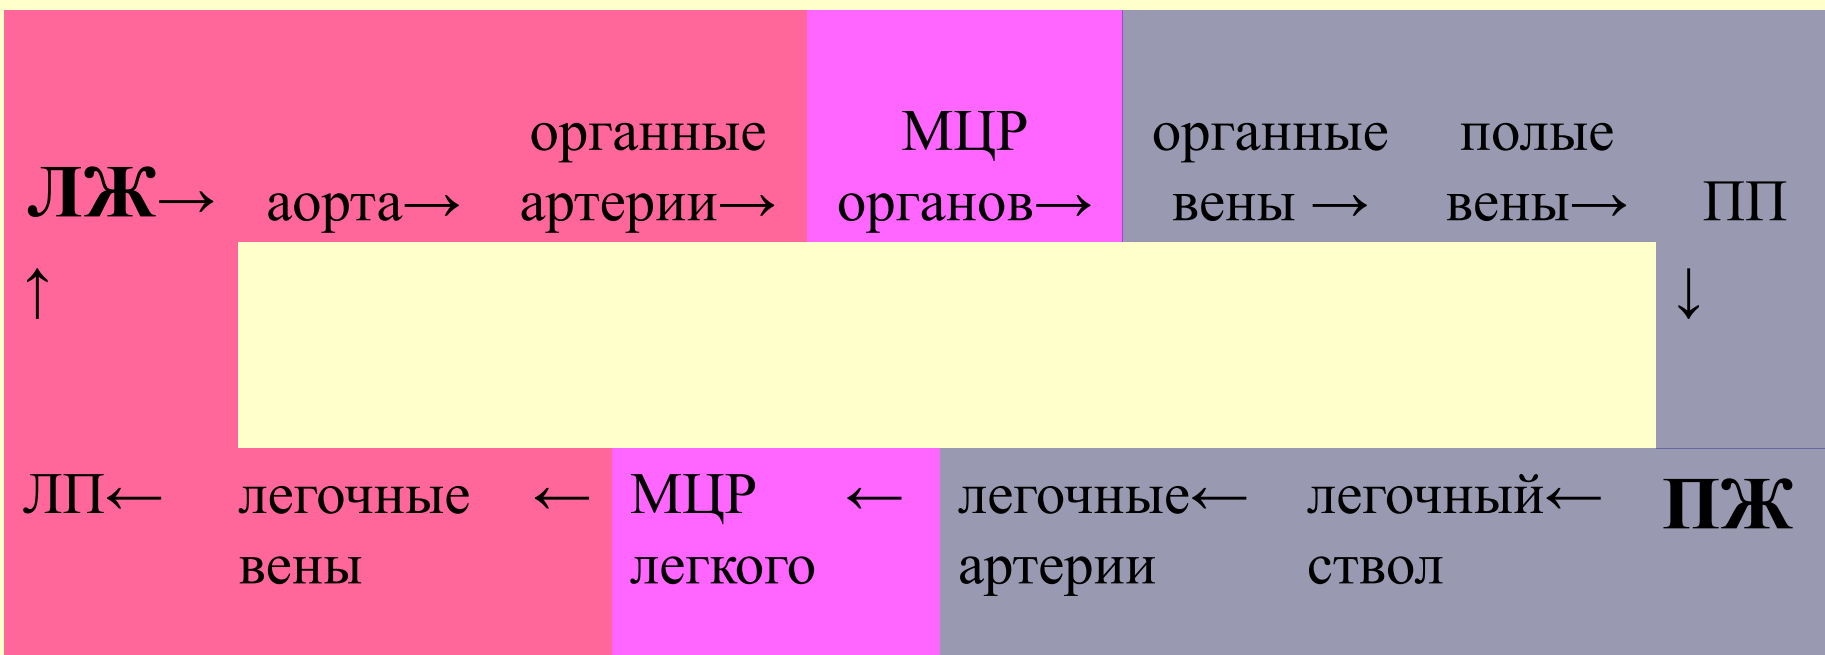 органные МЦР органные полые
ЛЖ→ аорта→ артерии→ органов→ вены → вены→ ПП
↑ ↓
ЛП← легочные ← МЦР ← легочные← легочный← ПЖ
вены легкого артерии ствол